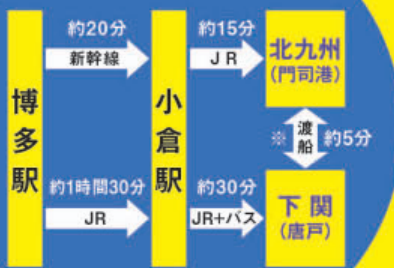 博多駅
約20分
新幹線
約1時間30分
JR
小倉駅
約15分
JR
約30分
JR+バス
北九州
(門司港)
※ 渡船 約5分
下関
(唐戸)